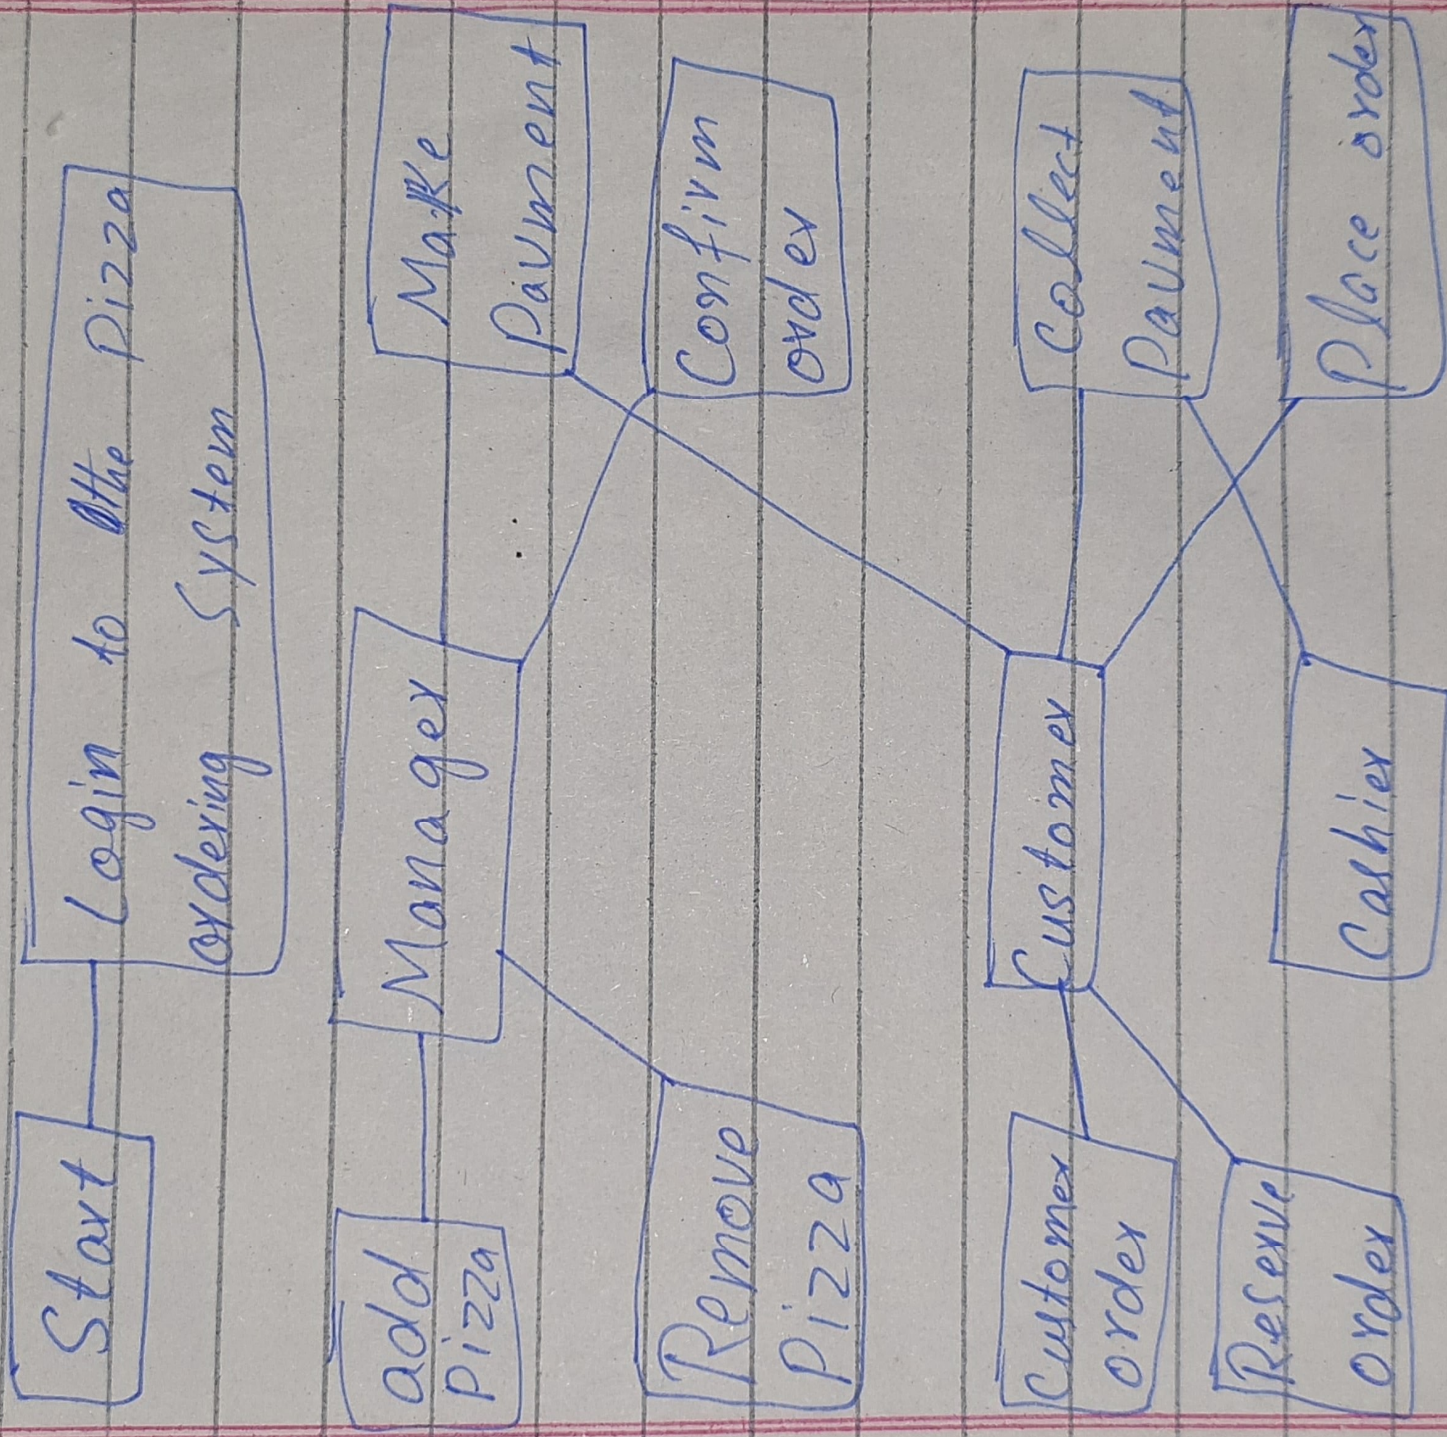 Start
Login to the Pizza
ordering System
add
Pizza
Manager
Make
Payment
Remove
Pizza
Confirm
order
Customer
order
Customer
Collect
Payment
Reserve
order
Cashier
Place order